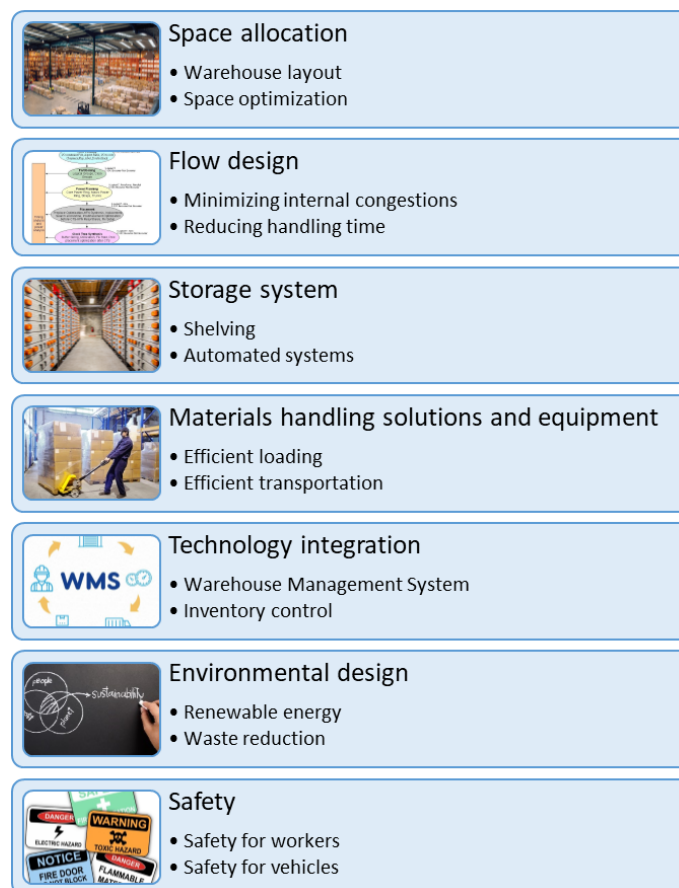 Space allocation
• Warehouse layout
• Space optimization
Flow design
• Minimizing internal congestions
• Reducing handling time
Storage system
• Shelving
• Automated systems
Materials handling solutions and equipment
• Efficient loading
• Efficient transportation
WMS
Technology integration
• Warehouse Management System
• Inventory control
people
sustainability
planet
Environmental design
• Renewable energy
• Waste reduction
DANGER
ELECTRIC HAZARD
WARNING
TOXIC HAZARD
NOTICE
FIRE DOOR
DANGER
FLAMMABLE
Safety
• Safety for workers
• Safety for vehicles